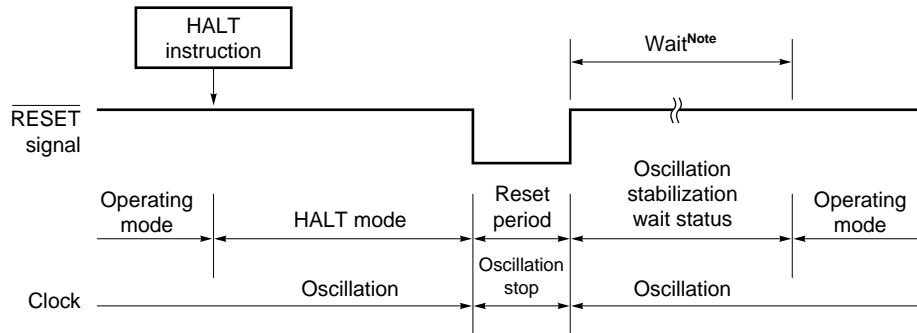 HALT
instruction
Wait Note
RESET
signal
Operating
mode
HALT mode
Reset
period
Oscillation
stabilization
wait status
Operating
mode
Clock
Oscillation
Oscillation
stop
Oscillation